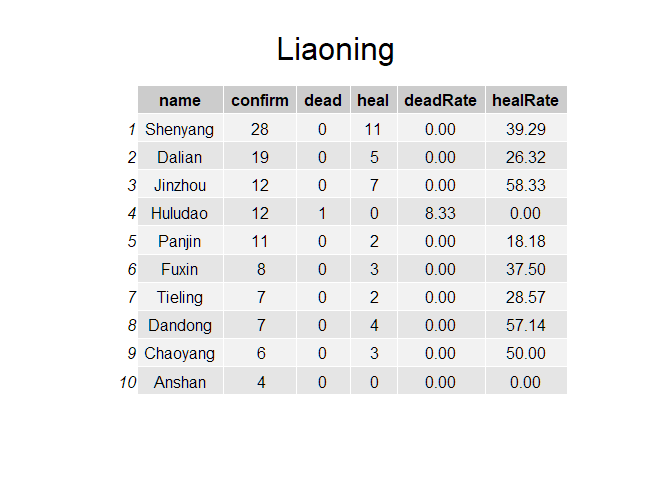 Liaoning
name confirm dead heal deadRate healRate
1 Shenyang 28 0 11 0.00 39.29
2 Dalian 19 0 5 0.00 26.32
3 Jinzhou 12 0 7 0.00 58.33
4 Huludao 12 1 0 8.33 0.00
5 Panjin 11 0 2 0.00 18.18
6 Fuxin 8 0 3 0.00 37.50
7 Tieling 7 0 2 0.00 28.57
8 Dandong 7 0 4 0.00 57.14
9 Chaoyang 6 0 3 0.00 50.00
10 Anshan 4 0 0 0.00 0.00